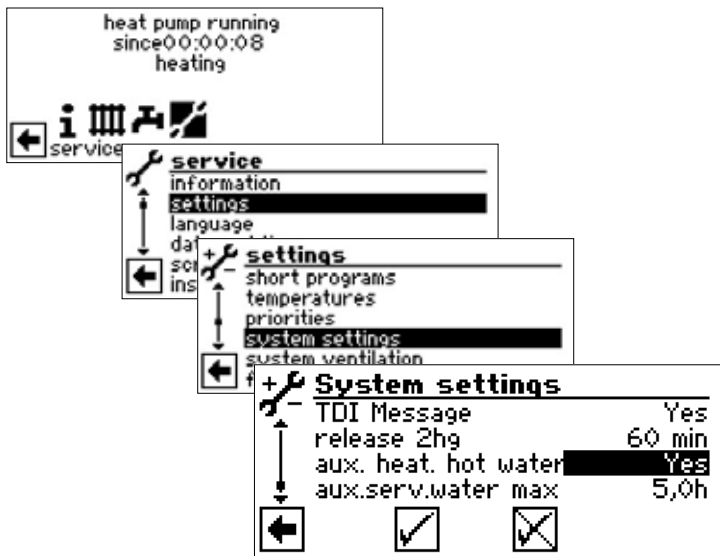 heat pump running
since00:00:08
heating
service
service
information
settings
language
settings
short programs
temperatures
priorities
system settings
system ventilation
System settings
TDI Message Yes
release 2hg 60 min
aux. heat. hot water Yes
aux.serv.water max 5,0h